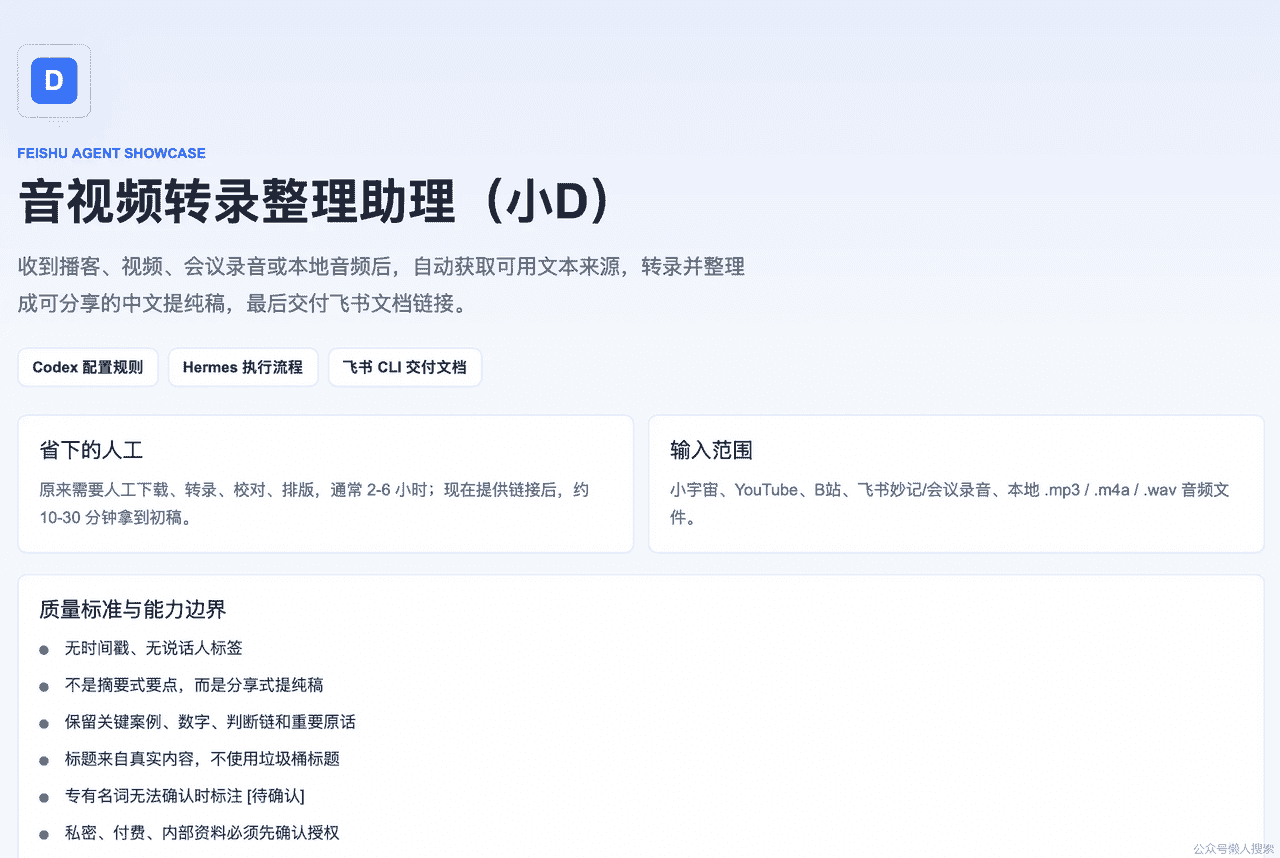 D
FEISHU AGENT SHOWCASE
音视频转录整理助理（小D）
收到播客、视频、会议录音或本地音频后，自动获取可用文本来源，转录并整理
成可分享的中文提纯稿，最后交付飞书文档链接。
Codex 配置规则
Hermes 执行流程
飞书 CLI 交付文档
省下的人工
原来需要人工下载、转录、校对、排版，通常 2-6 小时；现在提供链接后，约
10-30 分钟拿到初稿。
输入范围
小宇宙、YouTube、B站、飞书妙记/会议录音、本地 .mp3 / .m4a / .wav 音频文
件。
质量标准与能力边界
无时间戳、无说话人标签
不是摘要式要点，而是分享式提纯稿
保留关键案例、数字、判断链和重要原话
标题来自真实内容，不使用垃圾桶标题
专有名词无法确认时标注 [待确认]
私密、付费、内部资料必须先确认授权
公众号懒人搜索